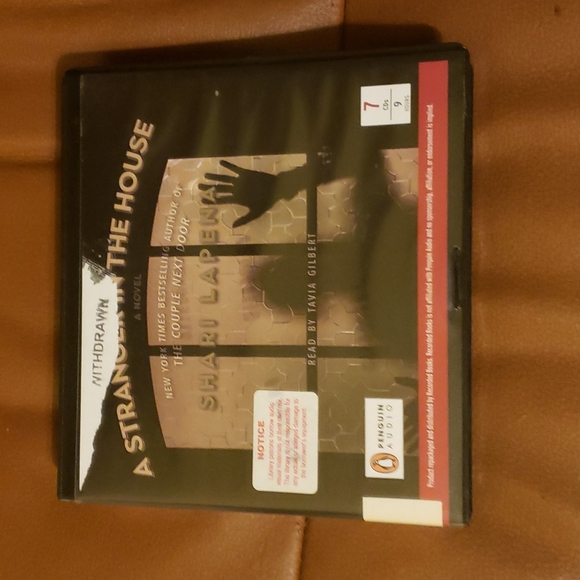 WITHDRAWN
A STRANGER IN THE HOUSE
A NOVEL
NEW YORK TIMES BESTSELLING AUTHOR OF
THE COUPLE NEXT DOOR
SHARI LAPENA
READ BY TAVIA GILBERT
7
CDs
9
HOURS
NOTICE
PENGUIN
AUDIO
Product repackaged and distributed by Recorded Books. Recorded Books is not affiliated with Penguin Audio and no sponsorship, affiliation, or endorsement is implied.